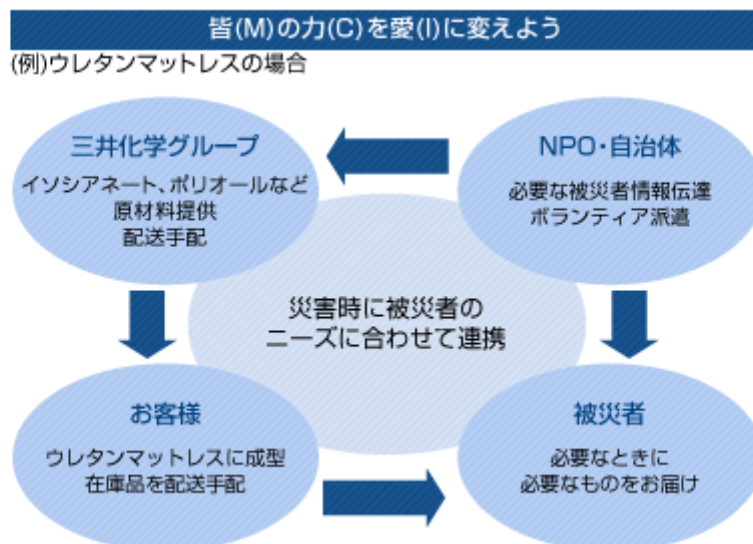 皆(M)の力(C)を愛(I)に変えよう
(例)ウレタンマットレスの場合
三井化学グループ
イソシアネート、ポリオールなど
原材料提供
配送手配
NPO・自治体
必要な被災者情報伝達
ボランティア派遣
災害時に被災者の
ニーズに合わせて連携
お客様
ウレタンマットレスに成型
在庫品を配送手配
被災者
必要なときに
必要なものをお届け